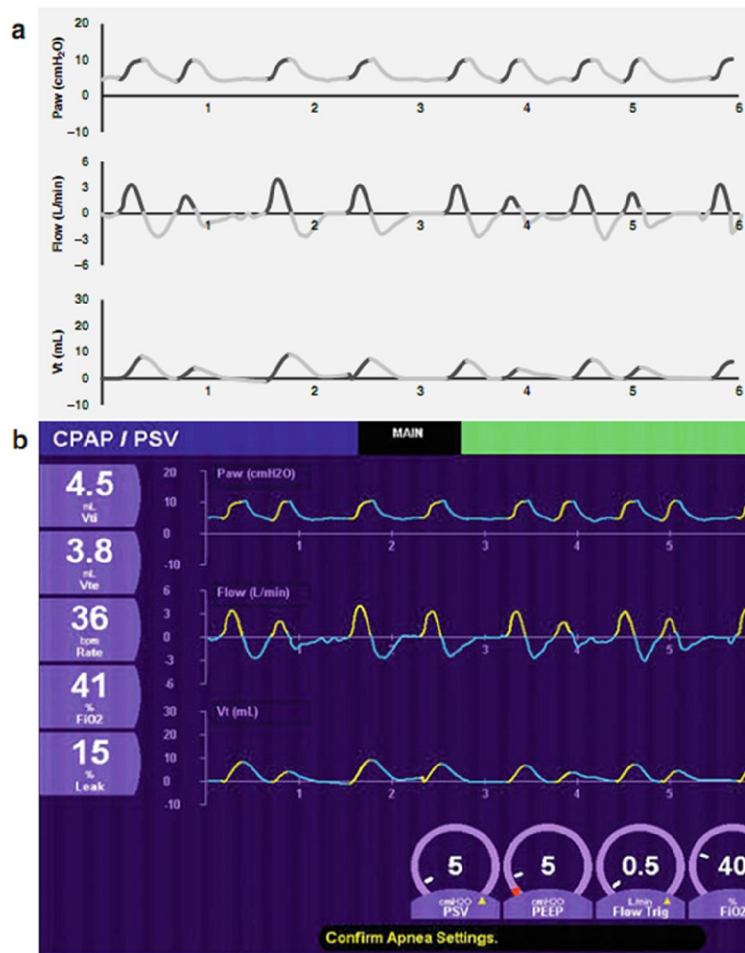 a
Paw (cmH₂O)
20
10
0
–10
1 2 3 4 5 6
Flow (L/min)
6
3
0
–3
–6
1 2 3 4 5 6
Vt (mL)
30
20
10
0
–10
1 2 3 4 5 6
b
CPAP / PSV
MAIN
4.5
mL
Vti
3.8
mL
Vte
36
bpm
Rate
41
%
FiO2
15
%
Leak
Paw (cmH2O)
20
10
0
-10
1 2 3 4 5
Flow (L/min)
6
3
0
-3
-6
1 2 3 4 5
Vt (mL)
30
20
10
0
-10
1 2 3 4 5
5
cmH2O
PSV
5
cmH2O
PEEP
0.5
L/min
Flow Trig
40
%
FiO2
Confirm Apnea Settings.